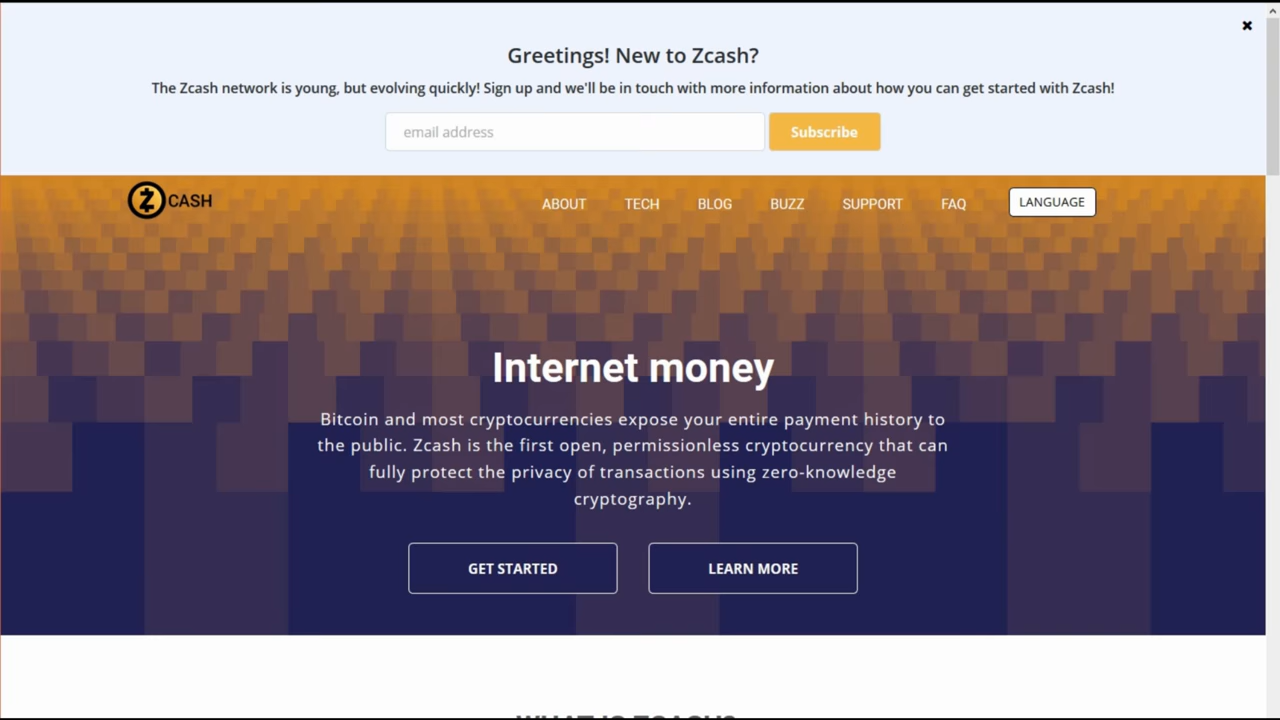 Greetings! New to Zcash?
The Zcash network is young, but evolving quickly! Sign up and we'll be in touch with more information about how you can get started with Zcash!
email address
Subscribe
CASH
ABOUT
TECH
BLOG
BUZZ
SUPPORT
FAQ
LANGUAGE
Internet money
Bitcoin and most cryptocurrencies expose your entire payment history to
the public. Zcash is the first open, permissionless cryptocurrency that can
fully protect the privacy of transactions using zero-knowledge
cryptography.
GET STARTED
LEARN MORE
WHAT IS ZCASH?